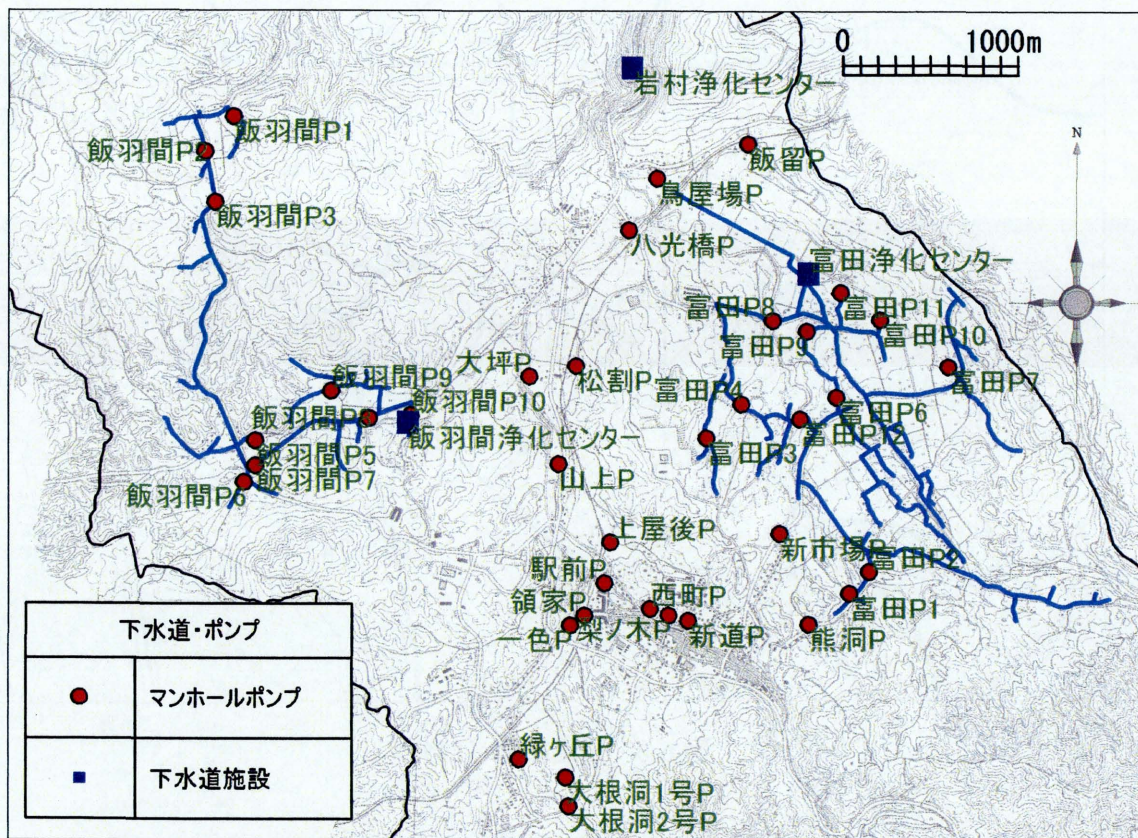 0 1000m
岩村浄化センター
N
飯羽間P1
飯留P
飯羽間P2
鳥屋場P
飯羽間P3
八光橋P
富田浄化センター
富田P8
富田P11
富田P9
富田P10
大坪P
松割P
富田P7
飯羽間P9
富田P4
富田P6
飯羽間P10
富田P12
飯羽間浄化センター
富田P3
飯羽間P5
山上P
飯羽間P7
飯羽間P6
上屋後P
新市場P
富田P2
駅前P
西町P
富田P1
領家P
梨ノ木P
新道P
一色P
熊洞P
下水道・ポンプ
マンホールポンプ
下水道施設
緑ヶ丘P
大根洞1号P
大根洞2号P